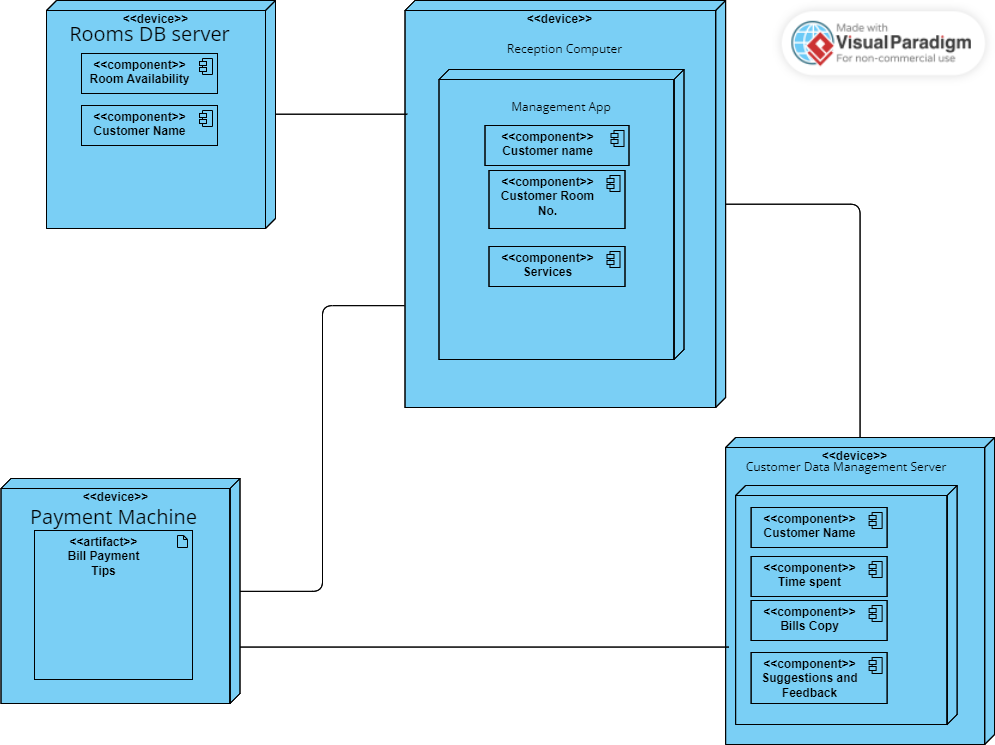 <<device>>
Rooms DB server
<<component>>
Room Availability
<<component>>
Customer Name
<<device>>
Reception Computer
Management App
<<component>>
Customer name
<<component>>
Customer Room
No.
<<component>>
Services
Made with
Visual Paradigm
For non-commercial use
<<device>>
Payment Machine
<<artifact>>
Bill Payment
Tips
<<device>>
Customer Data Management Server
<<component>>
Customer Name
<<component>>
Time spent
<<component>>
Bills Copy
<<component>>
Suggestions and
Feedback